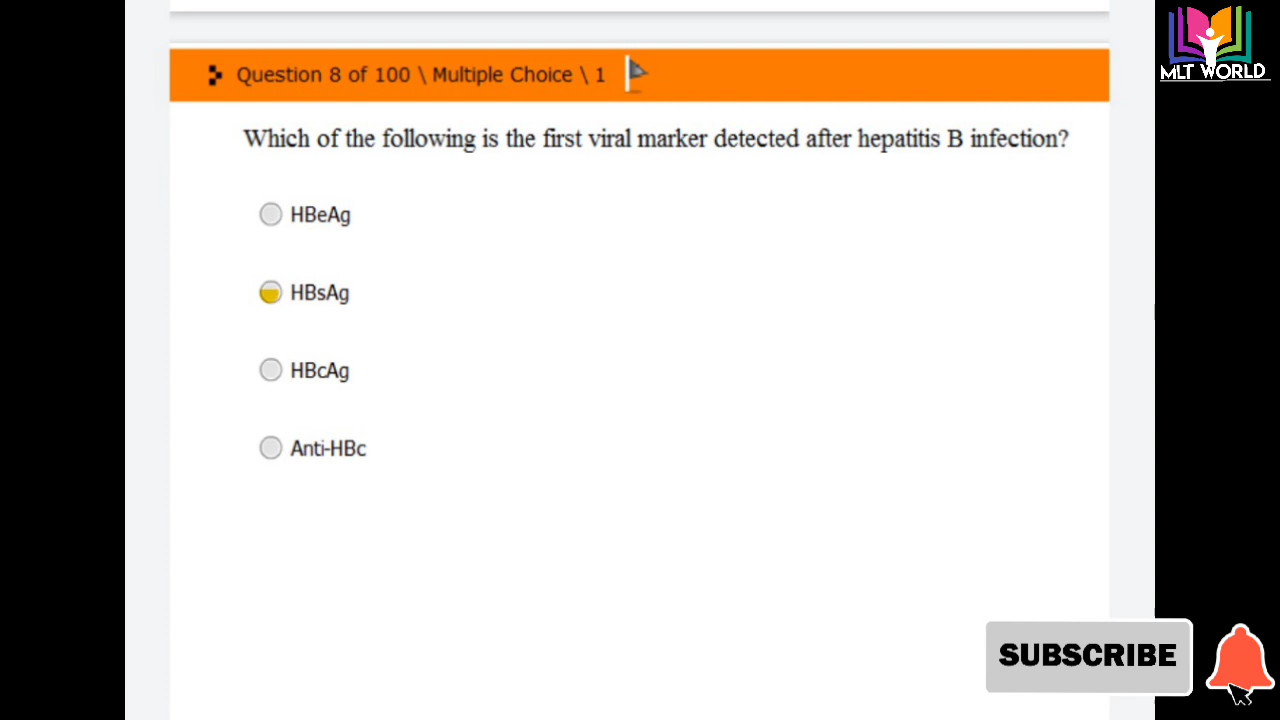 MLT WORLD
Question 8 of 100 \ Multiple Choice \ 1
Which of the following is the first viral marker detected after hepatitis B infection?
HBeAg
HBsAg
HBcAg
Anti-HBc
SUBSCRIBE